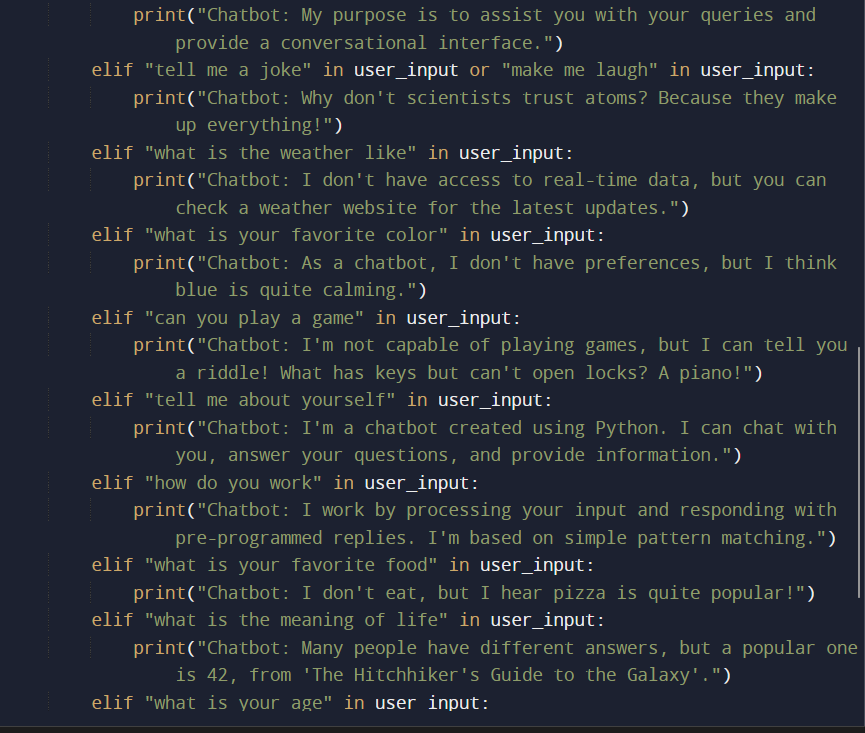 print("Chatbot: My purpose is to assist you with your queries and
provide a conversational interface.")
elif "tell me a joke" in user_input or "make me laugh" in user_input:
print("Chatbot: Why don't scientists trust atoms? Because they make
up everything!")
elif "what is the weather like" in user_input:
print("Chatbot: I don't have access to real-time data, but you can
check a weather website for the latest updates.")
elif "what is your favorite color" in user_input:
print("Chatbot: As a chatbot, I don't have preferences, but I think
blue is quite calming.")
elif "can you play a game" in user_input:
print("Chatbot: I'm not capable of playing games, but I can tell you
a riddle! What has keys but can't open locks? A piano!")
elif "tell me about yourself" in user_input:
print("Chatbot: I'm a chatbot created using Python. I can chat with
you, answer your questions, and provide information.")
elif "how do you work" in user_input:
print("Chatbot: I work by processing your input and responding with
pre-programmed replies. I'm based on simple pattern matching.")
elif "what is your favorite food" in user_input:
print("Chatbot: I don't eat, but I hear pizza is quite popular!")
elif "what is the meaning of life" in user_input:
print("Chatbot: Many people have different answers, but a popular one
is 42, from 'The Hitchhiker's Guide to the Galaxy'.")
elif "what is your age" in user_input: